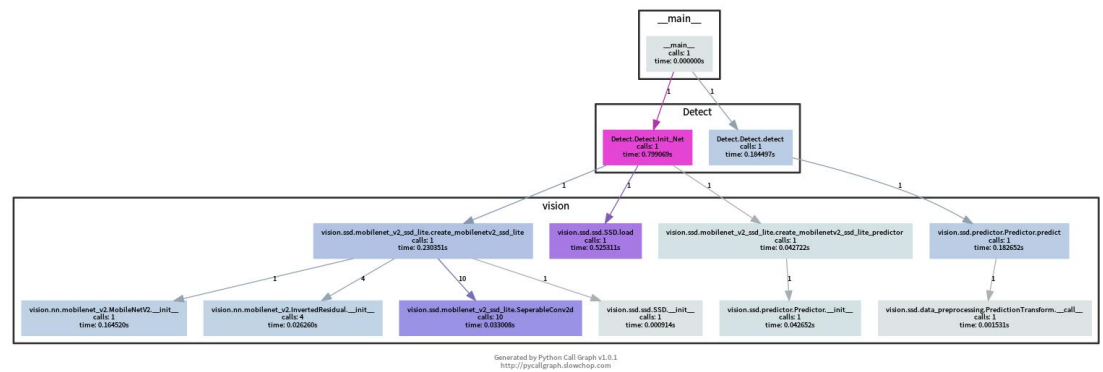 __main__
__main__
calls: 1
time: 0.000000s
1
1
Detect
Detect.Detect.Init_Net
calls: 1
time: 0.799069s
Detect.Detect.detect
calls: 1
time: 0.184497s
1
1
1
1
vision
vision.ssd.mobilenet_v2_ssd_lite.create_mobilenetv2_ssd_lite
calls: 1
time: 0.230351s
vision.ssd.ssd.SSD.load
calls: 1
time: 0.525311s
vision.ssd.mobilenet_v2_ssd_lite.create_mobilenetv2_ssd_lite_predictor
calls: 1
time: 0.042722s
vision.ssd.predictor.Predictor.predict
calls: 1
time: 0.182652s
1
4
10
1
1
1
vision.nn.mobilenet_v2.MobileNetV2.__init__
calls: 1
time: 0.164520s
vision.nn.mobilenet_v2.InvertedResidual.__init__
calls: 4
time: 0.026260s
vision.ssd.mobilenet_v2_ssd_lite.SeperableConv2d
calls: 10
time: 0.033008s
vision.ssd.ssd.SSD.__init__
calls: 1
time: 0.000914s
vision.ssd.predictor.Predictor.__init__
calls: 1
time: 0.042652s
vision.ssd.data_preprocessing.PredictionTransform.__call__
calls: 1
time: 0.001531s
Generated by Python Call Graph v1.0.1
http://pycallgraph.slowchop.com